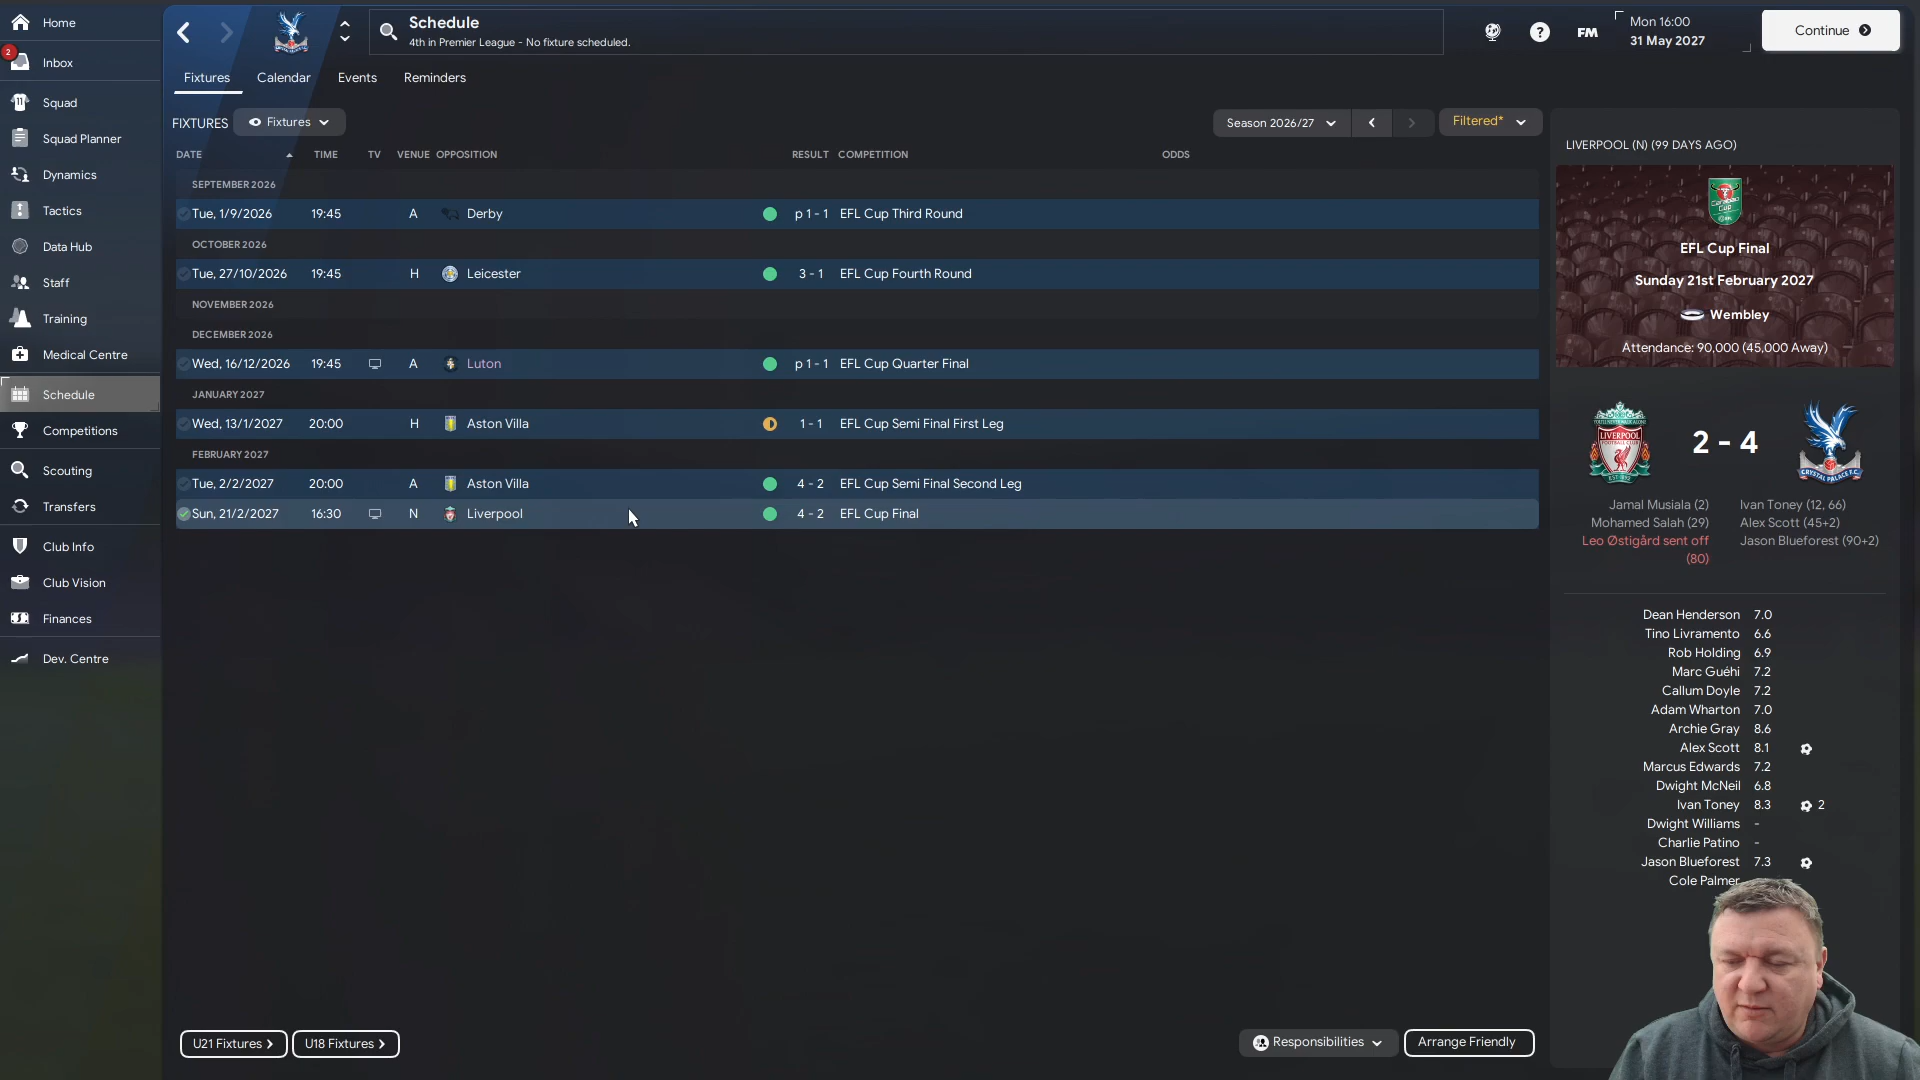 Home
2
Inbox
Squad
Squad Planner
Dynamics
Tactics
Data Hub
Staff
Training
Medical Centre
Schedule
Competitions
Scouting
Transfers
Club Info
Club Vision
Finances
Dev. Centre
Schedule
4th in Premier League - No fixture scheduled.
FM
Mon 16:00
31 May 2027
Continue
Fixtures Calendar Events Reminders
FIXTURES Fixtures
Season 2026/27
Filtered*
DATE TIME TV VENUE OPPOSITION RESULT COMPETITION ODDS
SEPTEMBER 2026
Tue, 1/9/2026 19:45 A Derby p 1 - 1 EFL Cup Third Round
OCTOBER 2026
Tue, 27/10/2026 19:45 H Leicester 3 - 1 EFL Cup Fourth Round
NOVEMBER 2026
DECEMBER 2026
Wed, 16/12/2026 19:45 A Luton p 1 - 1 EFL Cup Quarter Final
JANUARY 2027
Wed, 13/1/2027 20:00 H Aston Villa 1 - 1 EFL Cup Semi Final First Leg
FEBRUARY 2027
Tue, 2/2/2027 20:00 A Aston Villa 4 - 2 EFL Cup Semi Final Second Leg
Sun, 21/2/2027 16:30 N Liverpool 4 - 2 EFL Cup Final
U21 Fixtures
U18 Fixtures
Responsibilities
Arrange Friendly
LIVERPOOL (N) (99 DAYS AGO)
Carabao Cup
EFL Cup Final
Sunday 21st February 2027
Wembley
Attendance: 90,000 (45,000 Away)
2 - 4
LIVERPOOL
CRYSTAL PALACE F.C.
Jamal Musiala (2)
Mohamed Salah (29)
Leo Østigård sent off
(80)
Ivan Toney (12, 66)
Alex Scott (45+2)
Jason Blueforest (90+2)
Dean Henderson 7.0
Tino Livramento 6.6
Rob Holding 6.9
Marc Guéhi 7.2
Callum Doyle 7.2
Adam Wharton 7.0
Archie Gray 8.6
Alex Scott 8.1
Marcus Edwards 7.2
Dwight McNeil 6.8
Ivan Toney 8.3 2
Dwight Williams -
Charlie Patino -
Jason Blueforest 7.3
Cole Palmer